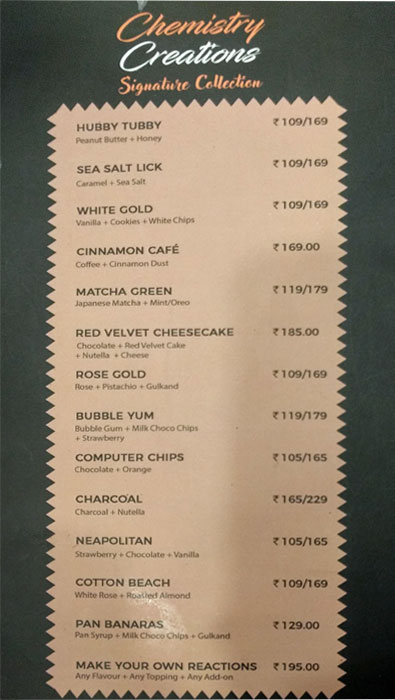 Chemistry
Creations
Signature Collection
HUBBY TUBBY ₹ 109/169
Peanut Butter + Honey
SEA SALT LICK ₹ 109/169
Caramel + Sea Salt
WHITE GOLD ₹ 109/169
Vanilla + Cookies + White Chips
CINNAMON CAFÉ ₹ 169.00
Coffee + Cinnamon Dust
MATCHA GREEN ₹ 119/179
Japanese Matcha + Mint/Oreo
RED VELVET CHEESECAKE ₹ 185.00
Chocolate + Red Velvet Cake
+ Nutella + Cheese
ROSE GOLD ₹ 109/169
Rose + Pistachio + Gulkand
BUBBLE YUM ₹ 119/179
Bubble Gum + Milk Choco Chips
+ Strawberry
COMPUTER CHIPS ₹ 105/165
Chocolate + Orange
CHARCOAL ₹ 165/229
Charcoal + Nutella
NEAPOLITAN ₹ 105/165
Strawberry + Chocolate + Vanilla
COTTON BEACH ₹ 109/169
White Rose + Roasted Almond
PAN BANARAS ₹ 129.00
Pan Syrup + Milk Choco Chips + Gulkand
MAKE YOUR OWN REACTIONS ₹ 195.00
Any Flavour + Any Topping + Any Add-on